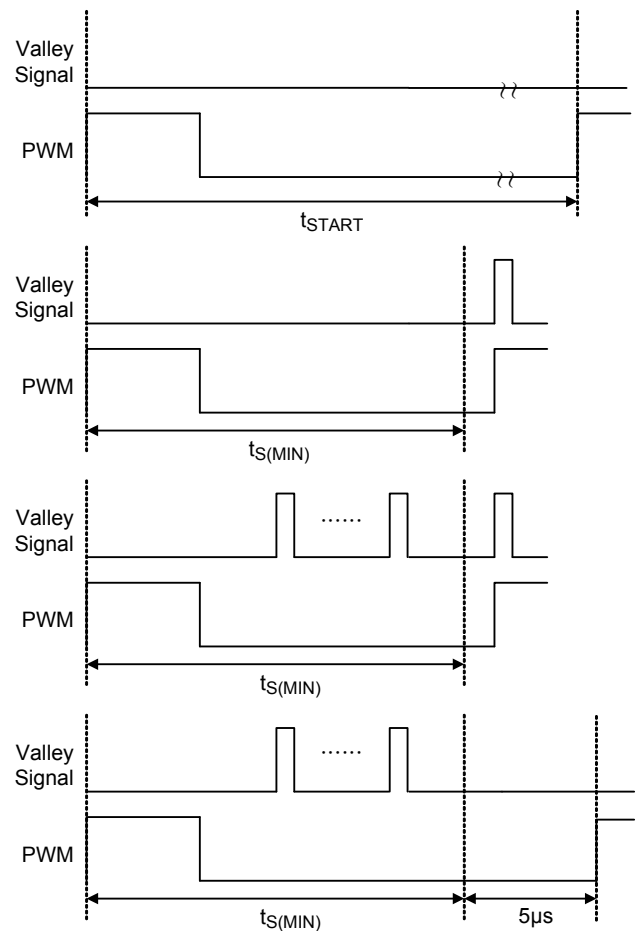 Valley
Signal
PWM
tSTART
Valley
Signal
PWM
tS(MIN)
Valley
Signal
......
PWM
tS(MIN)
Valley
Signal
......
PWM
tS(MIN)
5µs